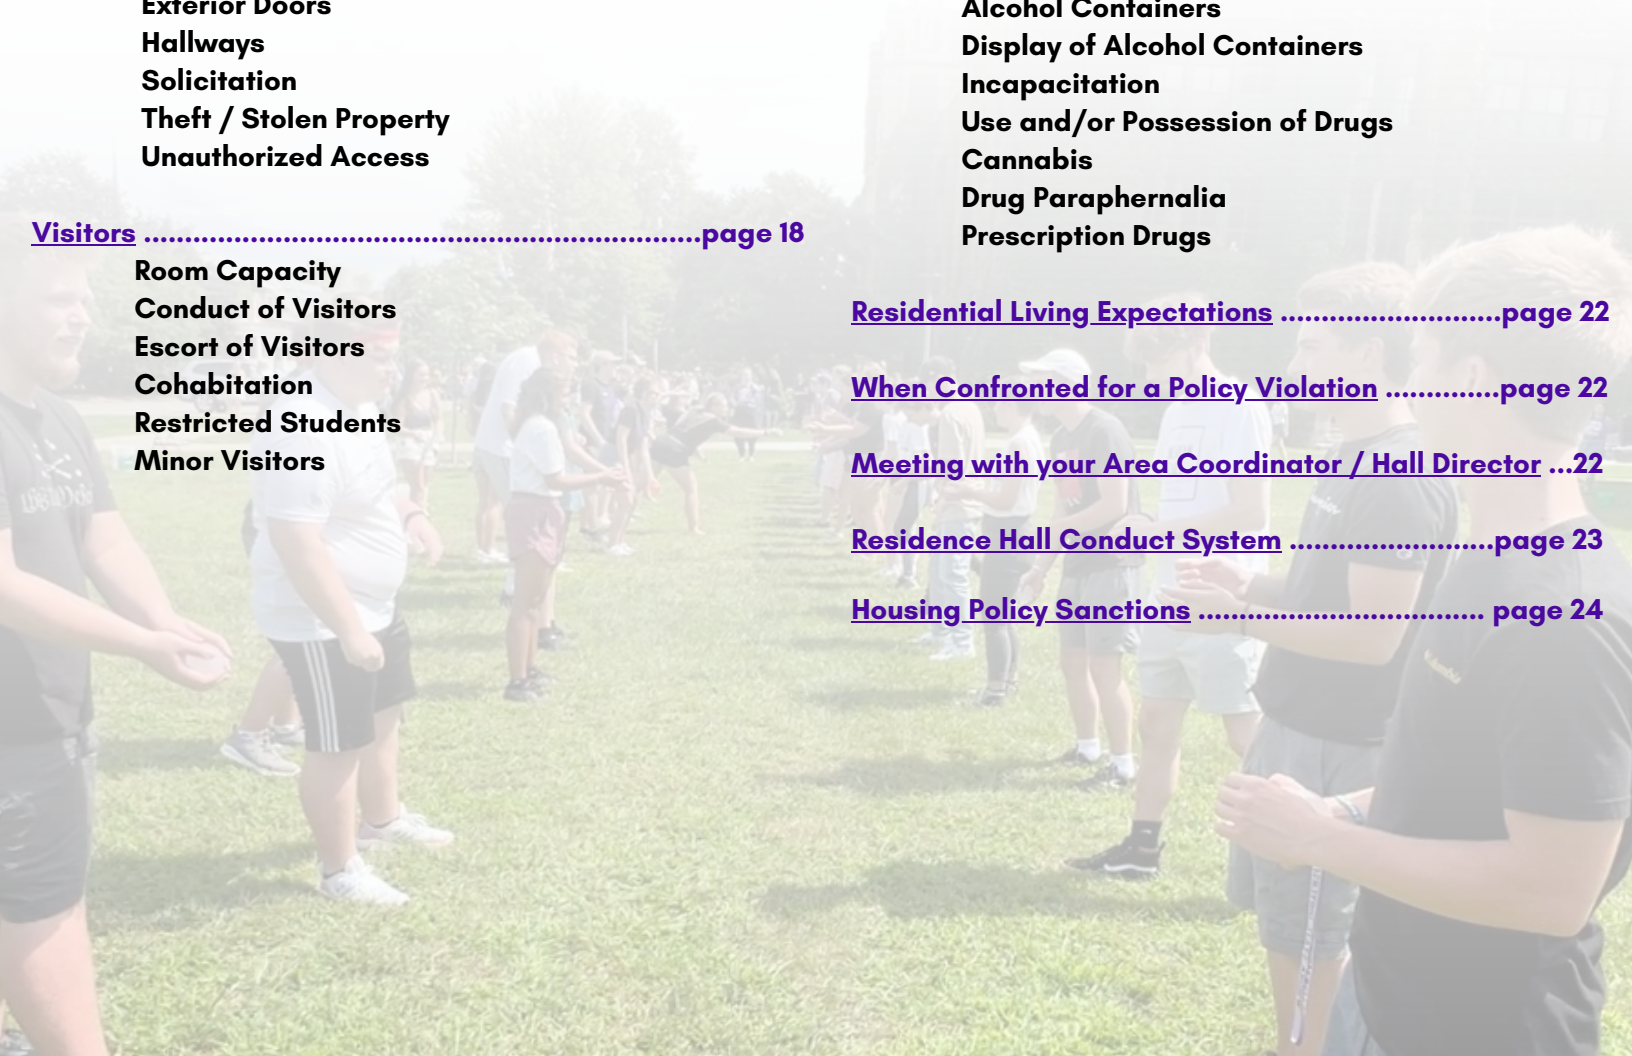 Exterior Doors
Hallways
Solicitation
Theft / Stolen Property
Unauthorized Access
Visitors ....................................................................page 18
Room Capacity
Conduct of Visitors
Escort of Visitors
Cohabitation
Restricted Students
Minor Visitors
Alcohol Containers
Display of Alcohol Containers
Incapacitation
Use and/or Possession of Drugs
Cannabis
Drug Paraphernalia
Prescription Drugs
Residential Living Expectations ...........................page 22
When Confronted for a Policy Violation ..............page 22
Meeting with your Area Coordinator / Hall Director ...22
Residence Hall Conduct System .........................page 23
Housing Policy Sanctions ................................... page 24